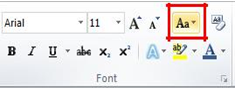 Arial 11 A A Aa
B I U abc x₂ x² A ab A
Font